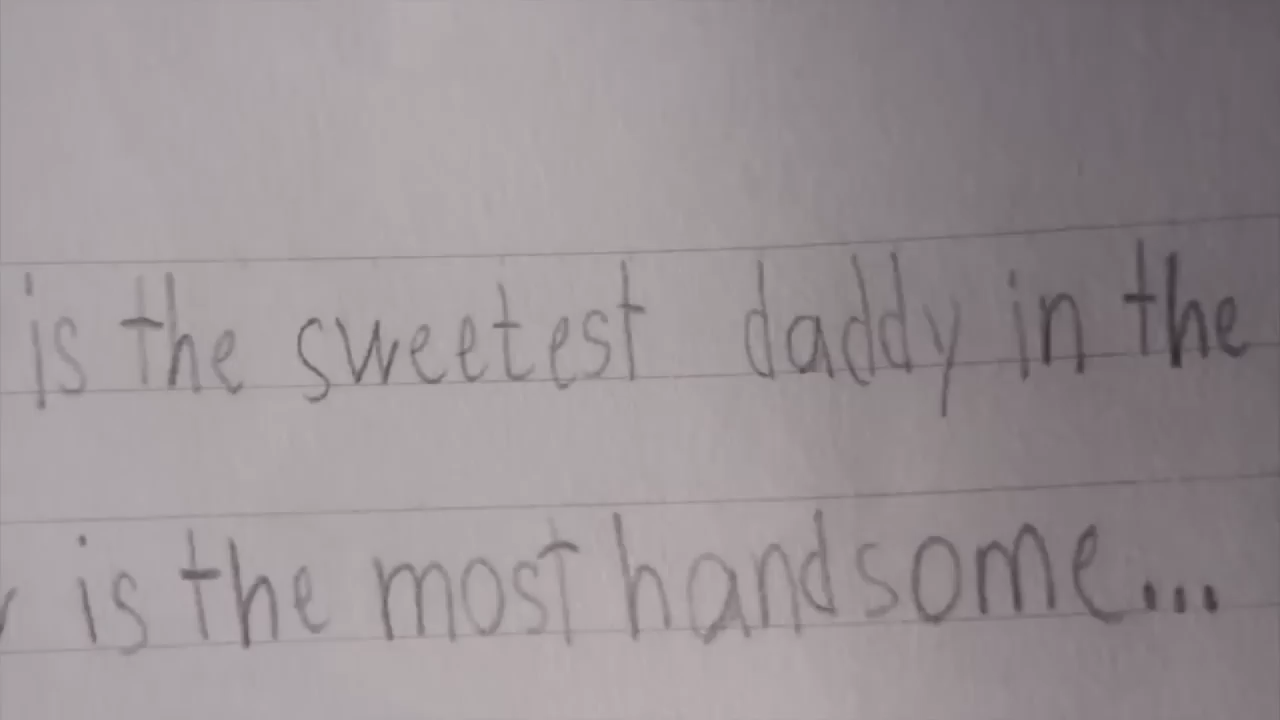 is the sweetest daddy in the
is the most handsome...